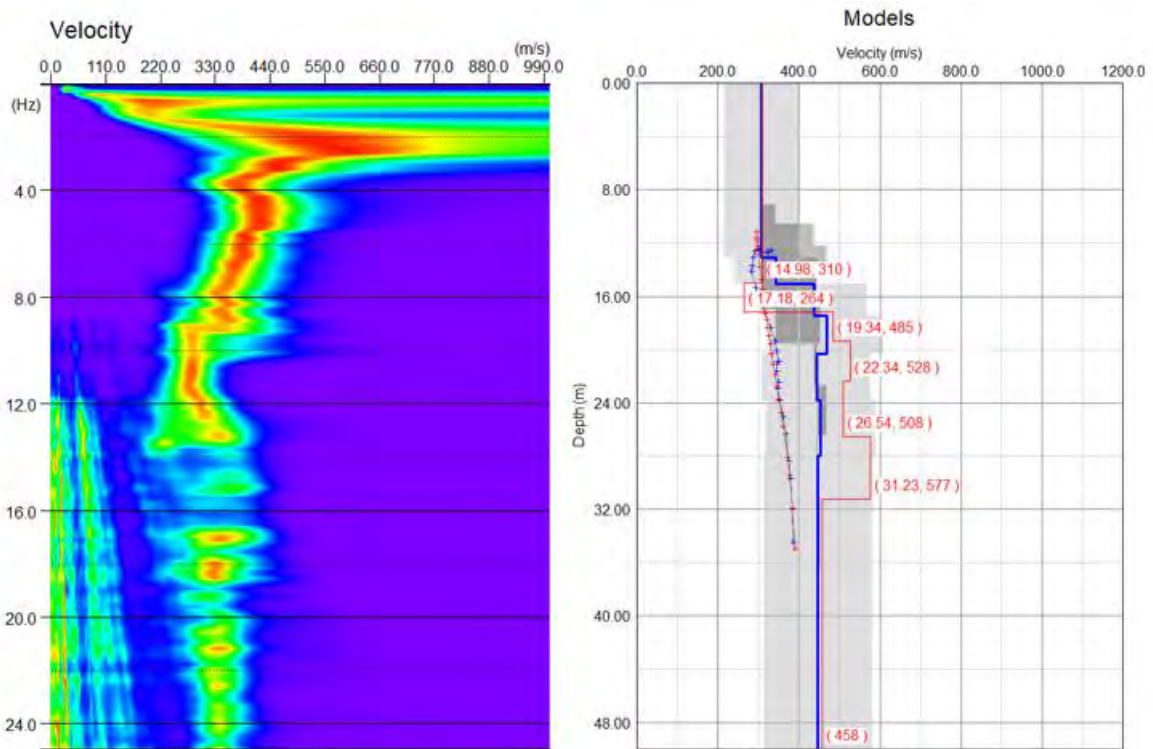 Velocity
(m/s)
0.0 110.0 220.0 330.0 440.0 550.0 660.0 770.0 880.0 990.0
(Hz)
4.0
8.0
12.0
16.0
20.0
24.0
Models
Velocity (m/s)
0.0 200.0 400.0 600.0 800.0 1000.0 1200.0
0.00
8.00
16.00
24.00
32.00
40.00
48.00
Depth (m)
( 14.98, 310 )
( 17.18, 264 )
( 19.34, 485 )
( 22.34, 528 )
( 26.54, 508 )
( 31.23, 577 )
( 458 )